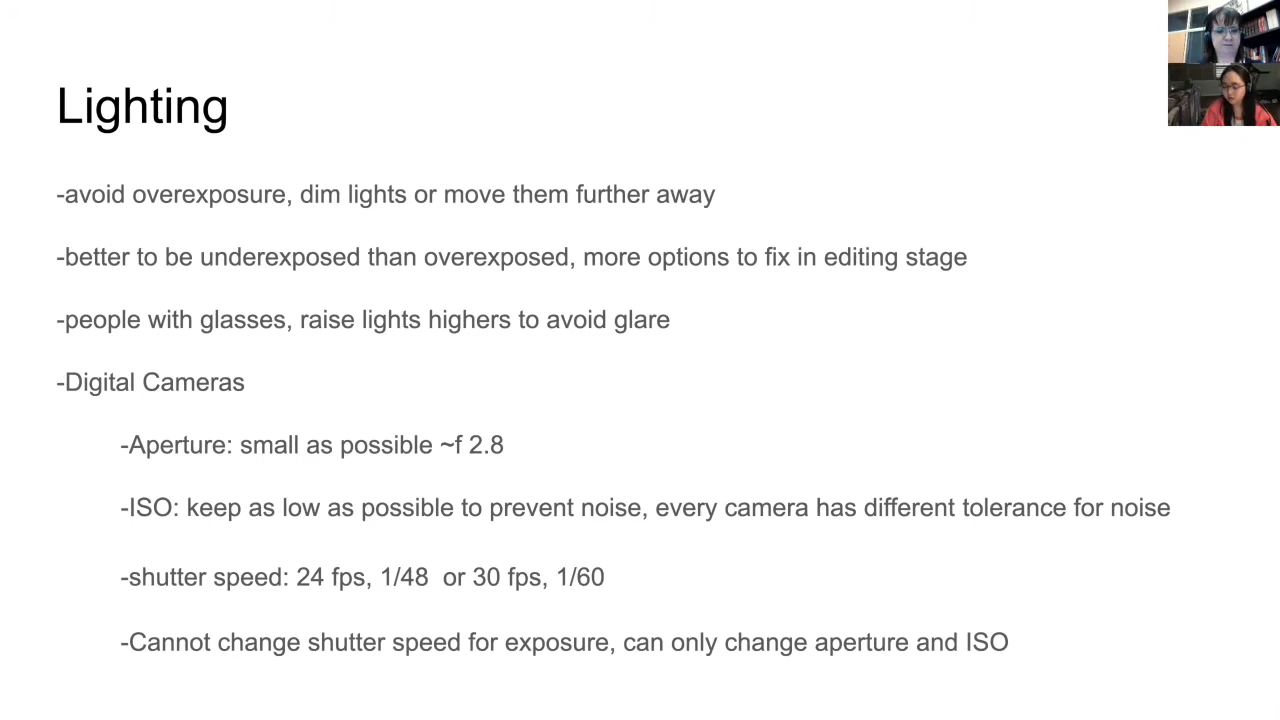 Lighting
-avoid overexposure, dim lights or move them further away
-better to be underexposed than overexposed, more options to fix in editing stage
-people with glasses, raise lights highers to avoid glare
-Digital Cameras
-Aperture: small as possible ~f 2.8
-ISO: keep as low as possible to prevent noise, every camera has different tolerance for noise
-shutter speed: 24 fps, 1/48  or 30 fps, 1/60
-Cannot change shutter speed for exposure, can only change aperture and ISO